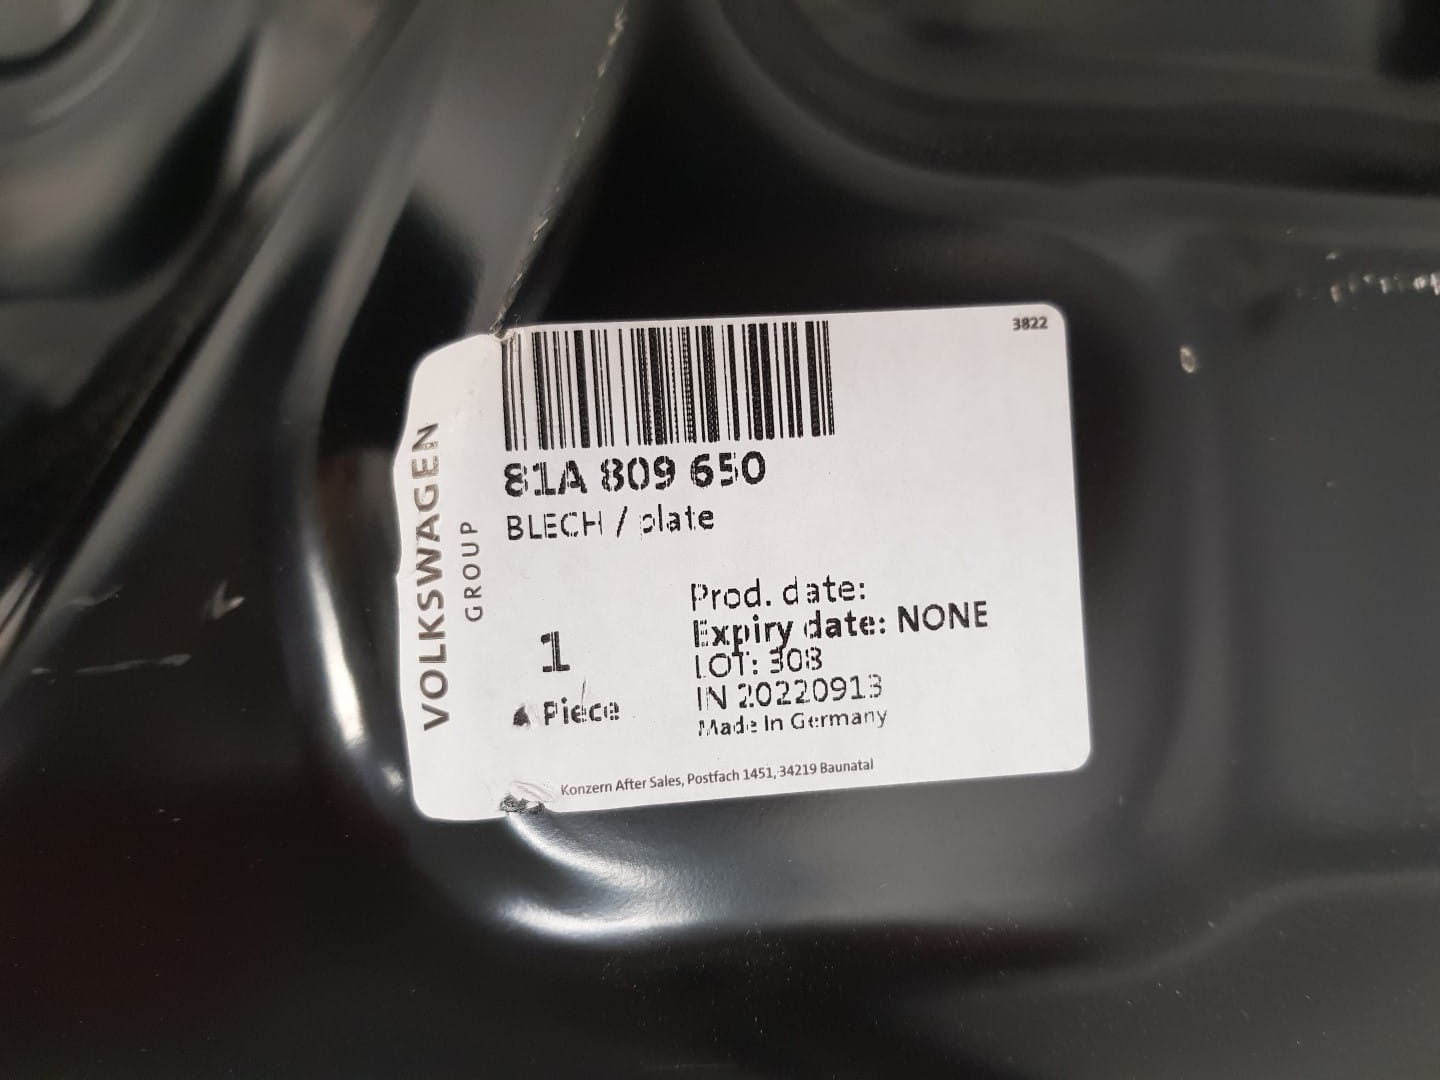 3822
81A 809 650
BLECH / plate
VOLKSWAGEN
GROUP
Prod. date:
Expiry date: NONE
1
LOT: 308
IN 20220913
Piece
Made In Germany
Konzern After Sales, Postfach 1451, 34219 Baunatal